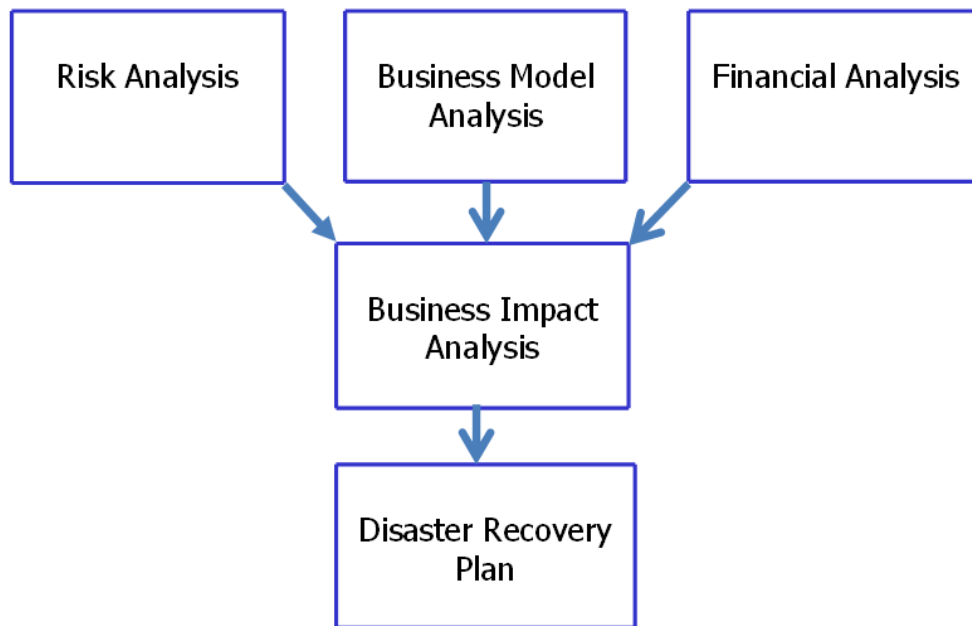 Risk Analysis
Business Model
Analysis
Financial Analysis
Business Impact
Analysis
Disaster Recovery
Plan